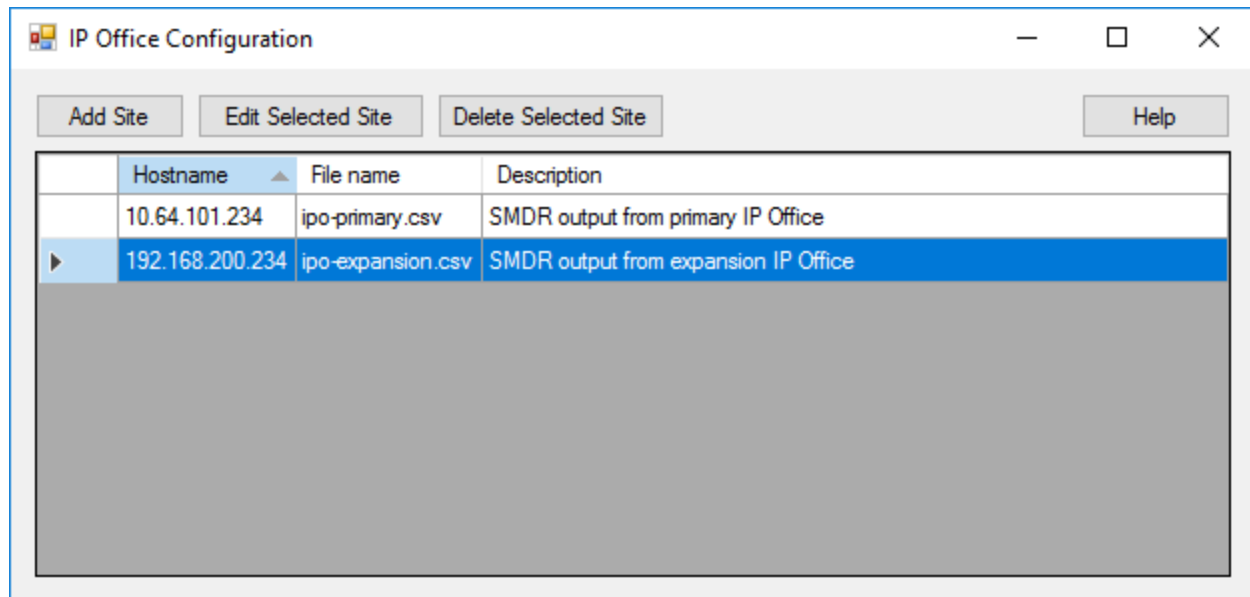 IP Office Configuration
Add Site Edit Selected Site Delete Selected Site Help
Hostname File name Description
10.64.101.234 ipo-primary.csv SMDR output from primary IP Office
192.168.200.234 ipo-expansion.csv SMDR output from expansion IP Office